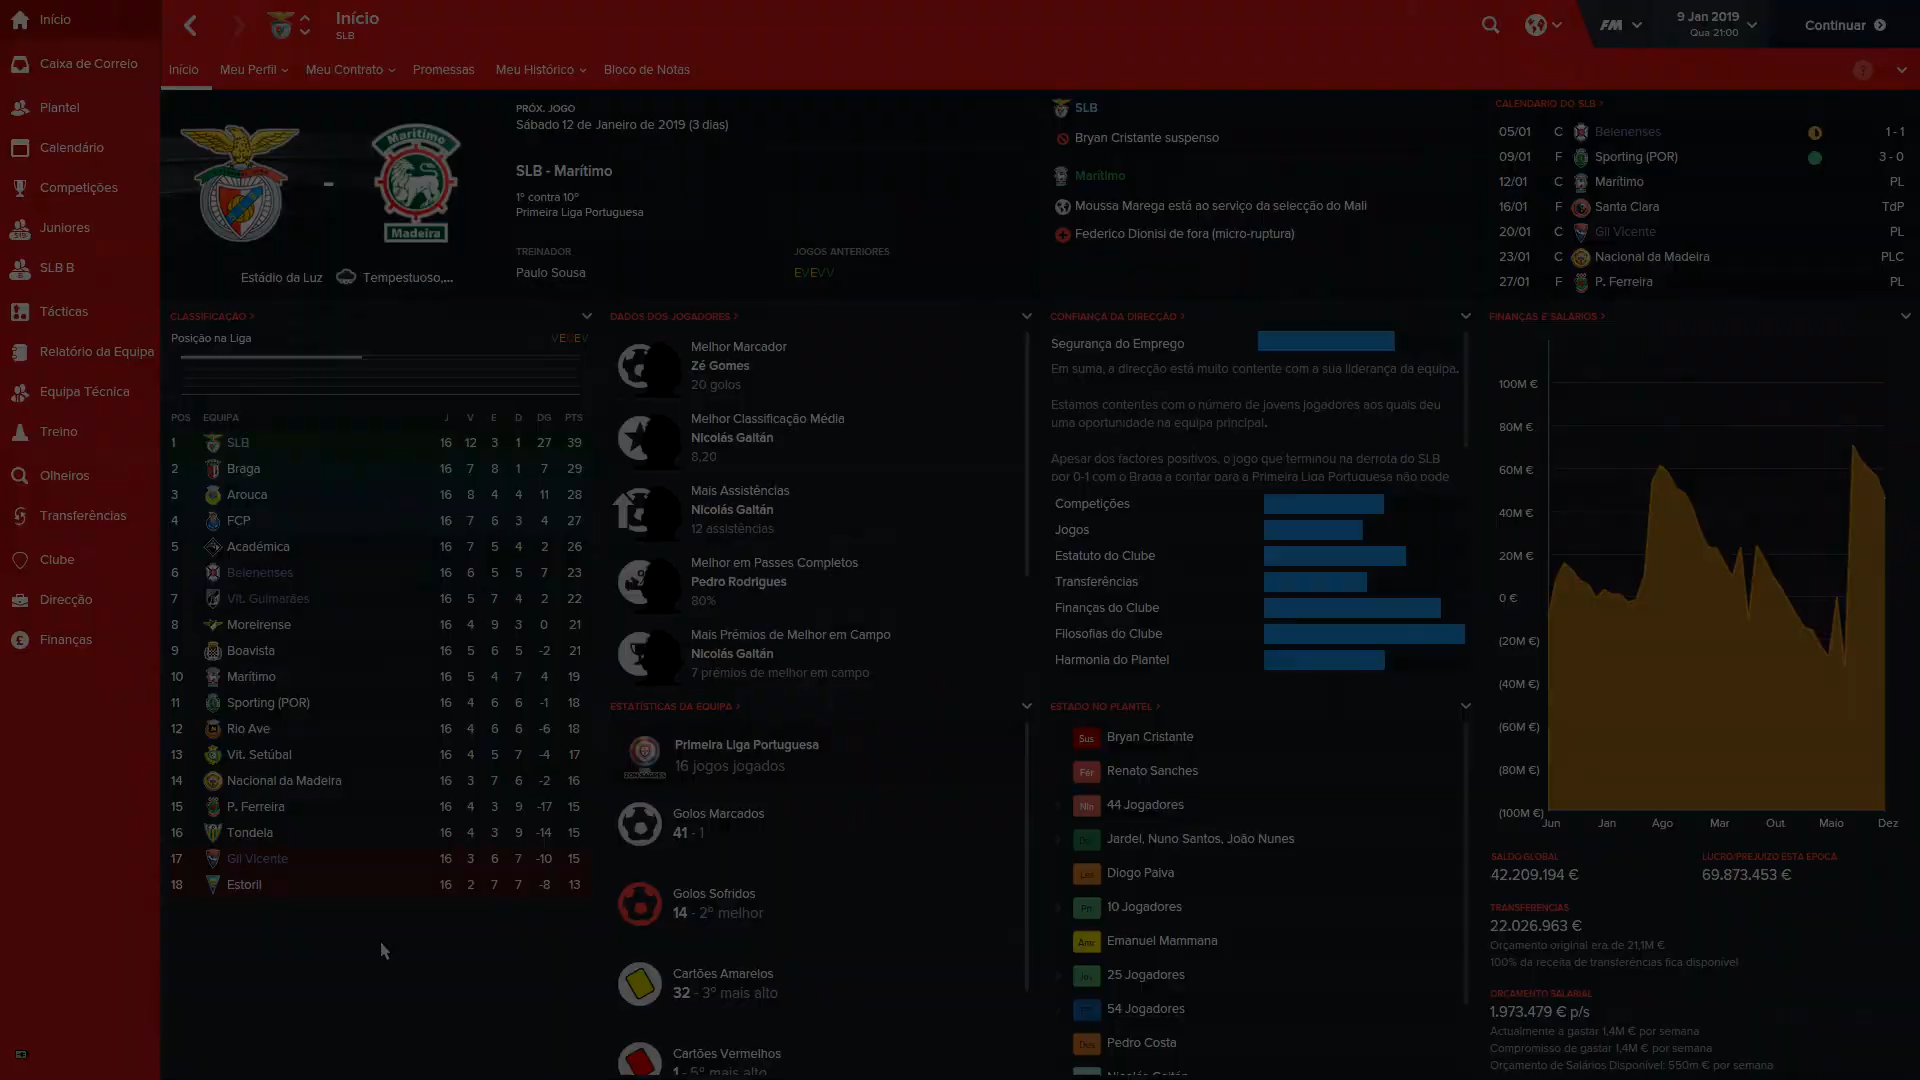 Início
Caixa de Correio
Plantel
Calendário
Competições
Juniores
SLB B
Tácticas
Relatório da Equipa
Equipa Técnica
Treino
Olheiros
Transferências
Clube
Direcção
Finanças
Início
SLB
FM
9 Jan 2019
Qua 21:00
Continuar
Início
Meu Perfil
Meu Contrato
Promessas
Meu Histórico
Bloco de Notas
Marítimo
Madeira
Estádio da Luz
Tempestuoso,...
PRÓX. JOGO
Sábado 12 de Janeiro de 2019 (3 dias)
SLB - Marítimo
1º contra 10º
Primeira Liga Portuguesa
TREINADOR
Paulo Sousa
JOGOS ANTERIORES
EVEVV
SLB
Bryan Cristante suspenso
Marítimo
Moussa Marega está ao serviço da selecção do Mali
Federico Dionisi de fora (micro-ruptura)
CALENDÁRIO DO SLB >
05/01 C Belenenses 1 - 1
09/01 F Sporting (POR) 3 - 0
12/01 C Marítimo PL
16/01 F Santa Clara TdP
20/01 C Gil Vicente PL
23/01 C Nacional da Madeira PLC
27/01 F P. Ferreira PL
CLASSIFICAÇÃO >
Posição na Liga VEEEV
POS EQUIPA J V E D DG PTS
1 SLB 16 12 3 1 27 39
2 Braga 16 7 8 1 7 29
3 Arouca 16 8 4 4 11 28
4 FCP 16 7 6 3 4 27
5 Académica 16 7 5 4 2 26
6 Belenenses 16 6 5 5 7 23
7 Vit. Guimarães 16 5 7 4 2 22
8 Moreirense 16 4 9 3 0 21
9 Boavista 16 5 6 5 -2 21
10 Marítimo 16 5 4 7 4 19
11 Sporting (POR) 16 4 6 6 -1 18
12 Rio Ave 16 4 6 6 -6 18
13 Vit. Setúbal 16 4 5 7 -4 17
14 Nacional da Madeira 16 3 7 6 -2 16
15 P. Ferreira 16 4 3 9 -17 15
16 Tondela 16 4 3 9 -14 15
17 Gil Vicente 16 3 6 7 -10 15
18 Estoril 16 2 7 7 -8 13
DADOS DOS JOGADORES >
Melhor Marcador
Zé Gomes
20 golos
Melhor Classificação Média
Nicolás Gaitán
8,20
Mais Assistências
Nicolás Gaitán
12 assistências
Melhor em Passes Completos
Pedro Rodrigues
80%
Mais Prémios de Melhor em Campo
Nicolás Gaitán
7 prémios de melhor em campo
ESTATÍSTICAS DA EQUIPA >
Primeira Liga Portuguesa
16 jogos jogados
Golos Marcados
41 - 1
Golos Sofridos
14 - 2º melhor
Cartões Amarelos
32 - 3º mais alto
Cartões Vermelhos
1 - 5º mais alto
CONFIANÇA DA DIRECÇÃO >
Segurança do Emprego
Em suma, a direcção está muito contente com a sua liderança da equipa.
Estamos contentes com o número de jovens jogadores aos quais deu
uma oportunidade na equipa principal.
Apesar dos factores positivos, o jogo que terminou na derrota do SLB
por 0-1 com o Braga a contar para a Primeira Liga Portuguesa não pode
Competições
Jogos
Estatuto do Clube
Transferências
Finanças do Clube
Filosofias do Clube
Harmonia do Plantel
ESTADO NO PLANTEL >
Sus Bryan Cristante
Fér Renato Sanches
NIn 44 Jogadores
Jardel, Nuno Santos, João Nunes
Les Diogo Paiva
10 Jogadores
Am Emanuel Mammana
25 Jogadores
54 Jogadores
Des Pedro Costa
Nicolás Gaitán
FINANÇAS E SALÁRIOS >
100M €
80M €
60M €
40M €
20M €
0 €
(20M €)
(40M €)
(60M €)
(80M €)
(100M €)
Jun Jan Ago Mar Out Maio Dez
SALDO GLOBAL
42.209.194 €
LUCRO/PREJUÍZO ESTA ÉPOCA
69.873.453 €
TRANSFERÊNCIAS
22.026.963 €
Orçamento original era de 21,1M €
100% da receita de transferências fica disponível
ORÇAMENTO SALARIAL
1.973.479 € p/s
Actualmente a gastar 1,4M € por semana
Compromisso de gastar 1,4M € por semana
Orçamento de Salários Disponível: 550m € por semana